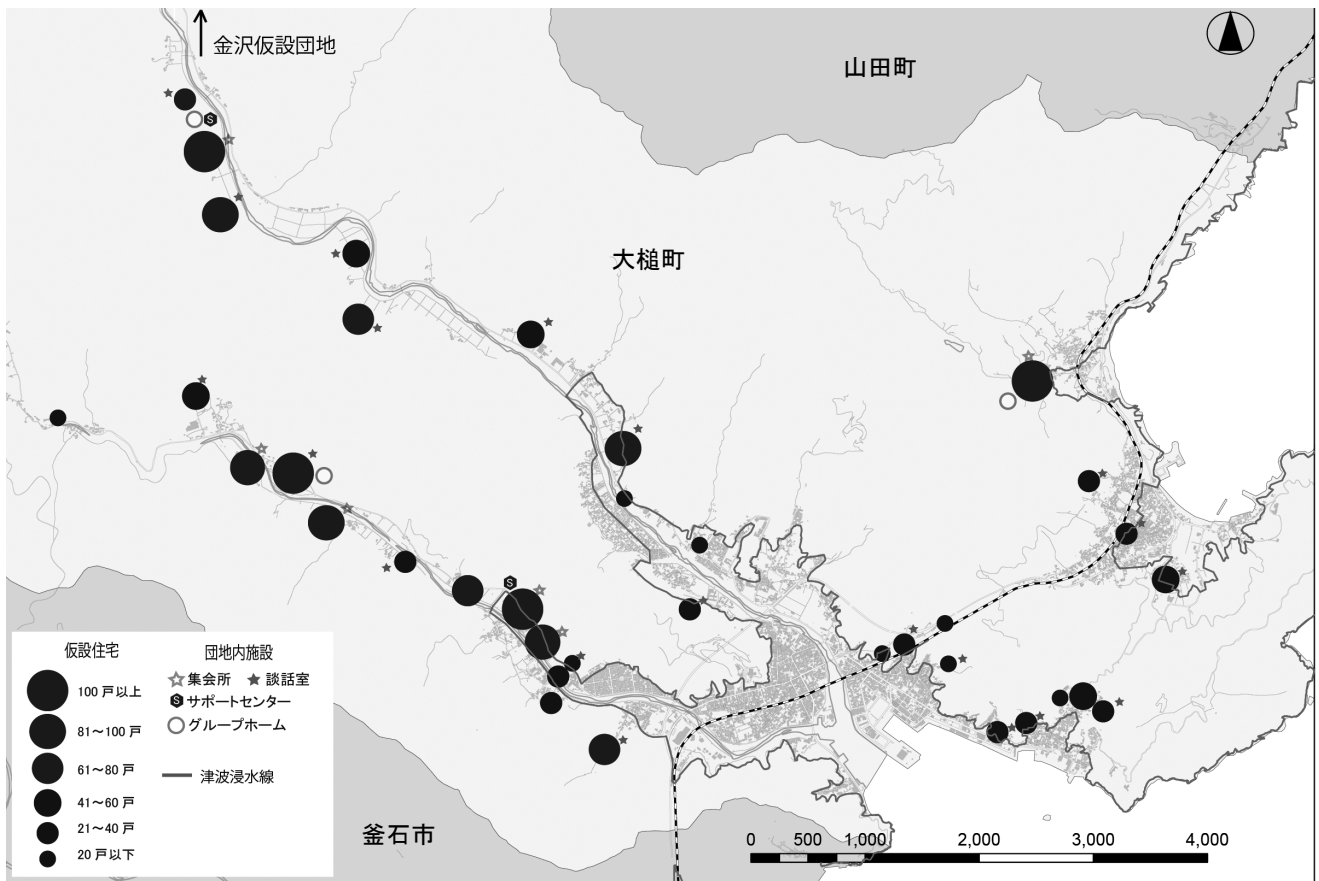 金沢仮設団地
山田町
大槌町
釜石市
仮設住宅
100 戸以上
81～100 戸
61～80 戸
41～60 戸
21～40 戸
20 戸以下
団地内施設
集会所
談話室
S サポートセンター
グループホーム
津波浸水線
S
S
0 500 1,000 2,000 3,000 4,000